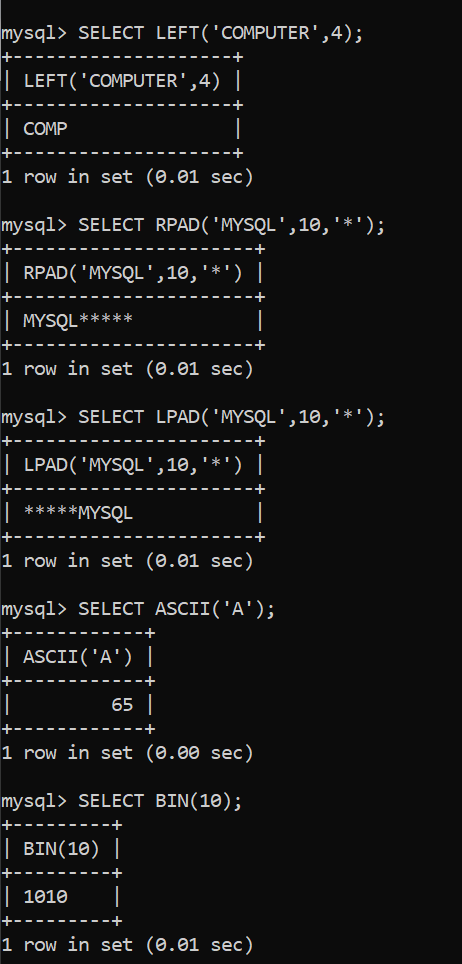 mysql> SELECT LEFT('COMPUTER',4);
+--------------------+
| LEFT('COMPUTER',4) |
+--------------------+
| COMP               |
+--------------------+
1 row in set (0.01 sec)

mysql> SELECT RPAD('MYSQL',10,'*');
+----------------------+
| RPAD('MYSQL',10,'*') |
+----------------------+
| MYSQL*****           |
+----------------------+
1 row in set (0.01 sec)

mysql> SELECT LPAD('MYSQL',10,'*');
+----------------------+
| LPAD('MYSQL',10,'*') |
+----------------------+
| *****MYSQL           |
+----------------------+
1 row in set (0.01 sec)

mysql> SELECT ASCII('A');
+------------+
| ASCII('A') |
+------------+
|         65 |
+------------+
1 row in set (0.00 sec)

mysql> SELECT BIN(10);
+---------+
| BIN(10) |
+---------+
| 1010    |
+---------+
1 row in set (0.01 sec)